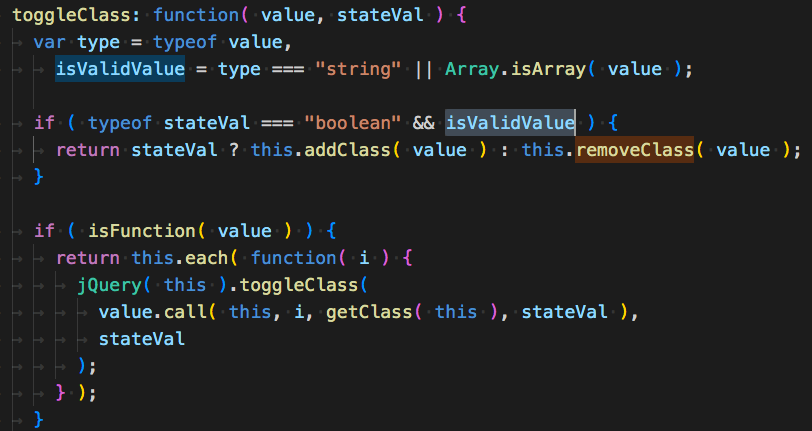 toggleClass: function( value, stateVal ) {
var type = typeof value,
isValidValue = type === "string" || Array.isArray( value );
if ( typeof stateVal === "boolean" && isValidValue ) {
return stateVal ? this.addClass( value ) : this.removeClass( value );
}
if ( isFunction( value ) ) {
return this.each( function( i ) {
jQuery( this ).toggleClass(
value.call( this, i, getClass( this ), stateVal ),
stateVal
);
} );
}